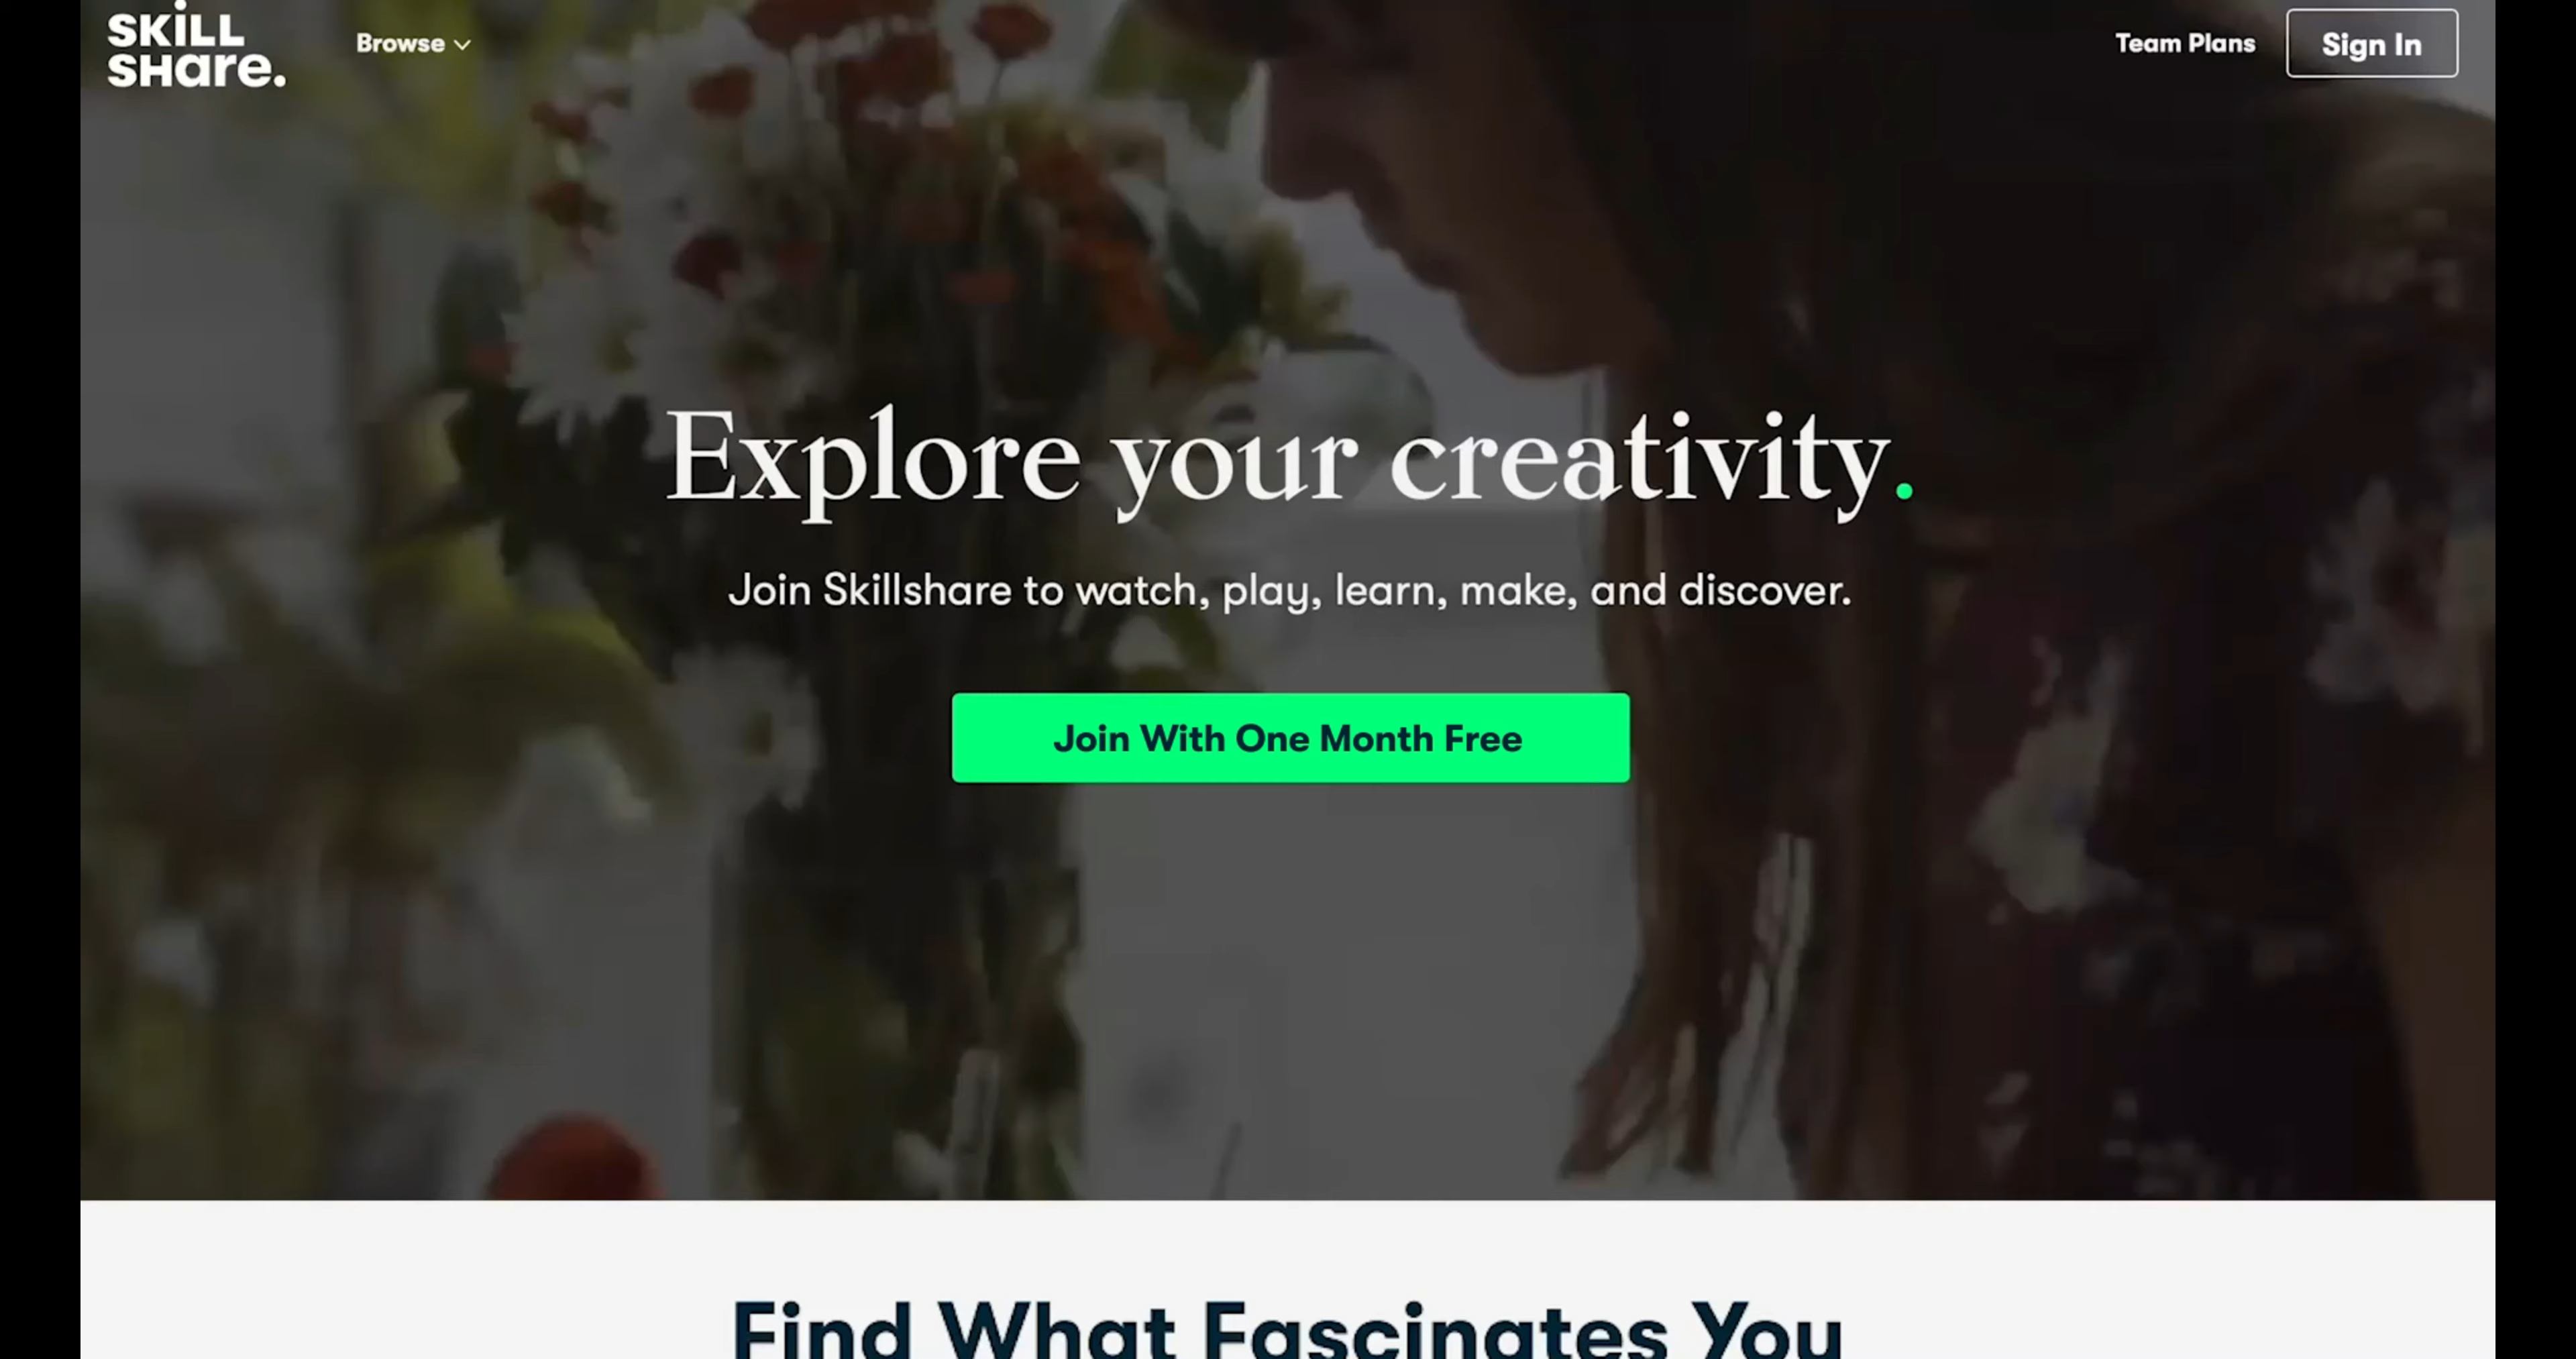 SKiLL
SHare.
Browse
Team Plans
Sign In
Explore your creativity.
Join Skillshare to watch, play, learn, make, and discover.
Join With One Month Free
Find What Fascinates You